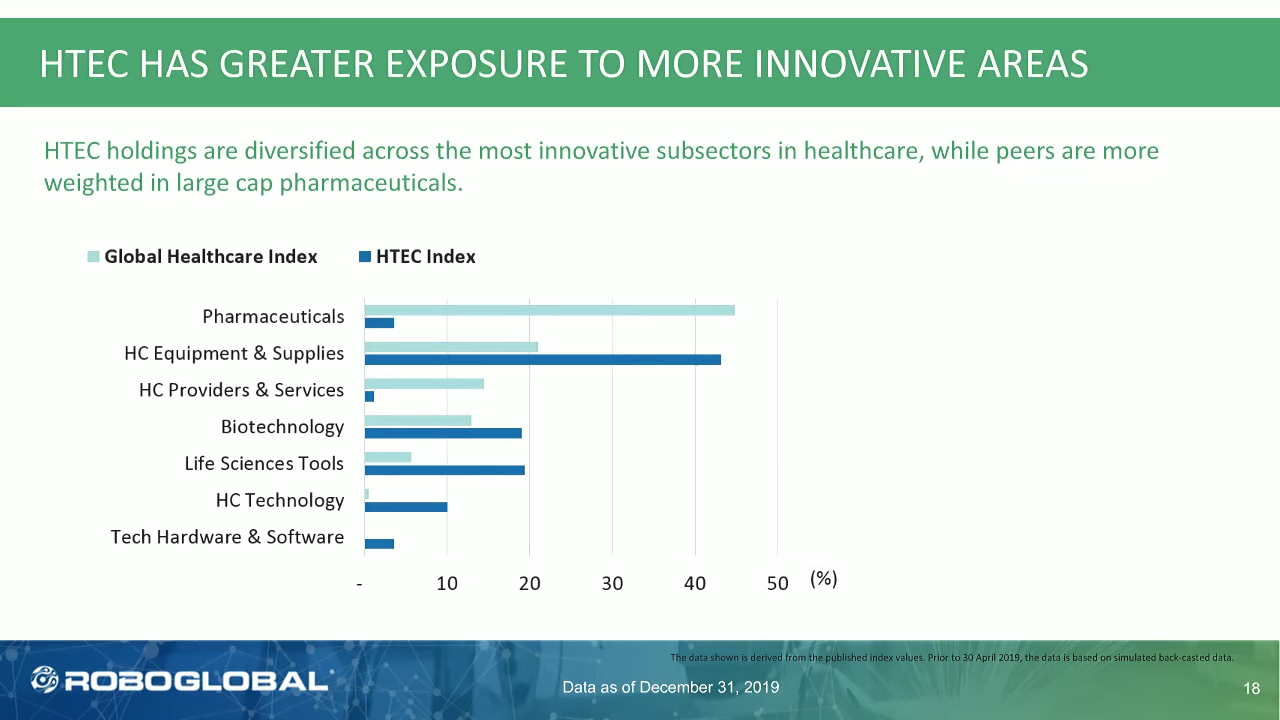 HTEC HAS GREATER EXPOSURE TO MORE INNOVATIVE AREAS
HTEC holdings are diversified across the most innovative subsectors in healthcare, while peers are more
weighted in large cap pharmaceuticals.
Global Healthcare Index HTEC Index
Pharmaceuticals
HC Equipment & Supplies
HC Providers & Services
Biotechnology
Life Sciences Tools
HC Technology
Tech Hardware & Software
- 10 20 30 40 50 (%)
The data shown is derived from the published index values. Prior to 30 April 2019, the data is based on simulated back-casted data.
ROBOGLOBAL
Data as of December 31, 2019
18